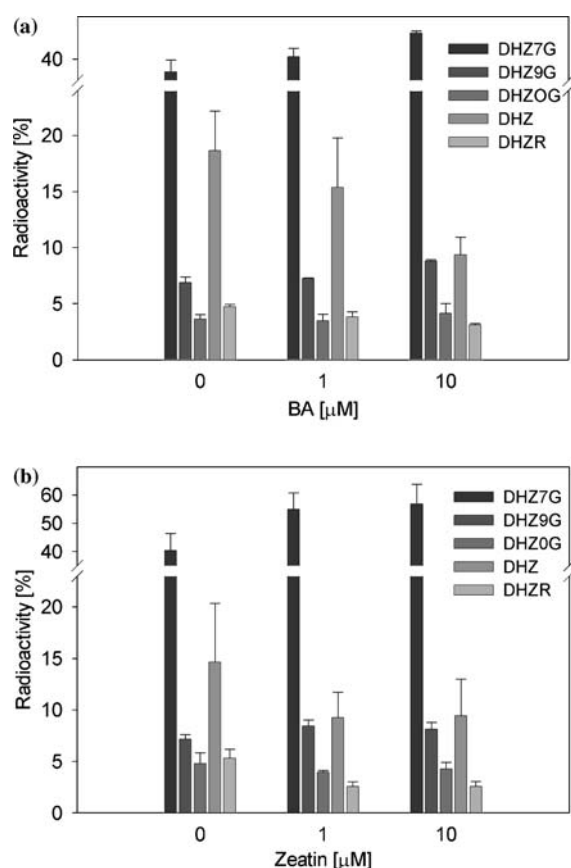 (a)
40
20
15
10
5
0
Radioactivity [%]
DHZ7G
DHZ9G
DHZOG
DHZ
DHZR
0
1
10
BA [μM]
(b)
60
50
40
20
15
10
5
0
Radioactivity [%]
DHZ7G
DHZ9G
DHZ0G
DHZ
DHZR
0
1
10
Zeatin [μM]